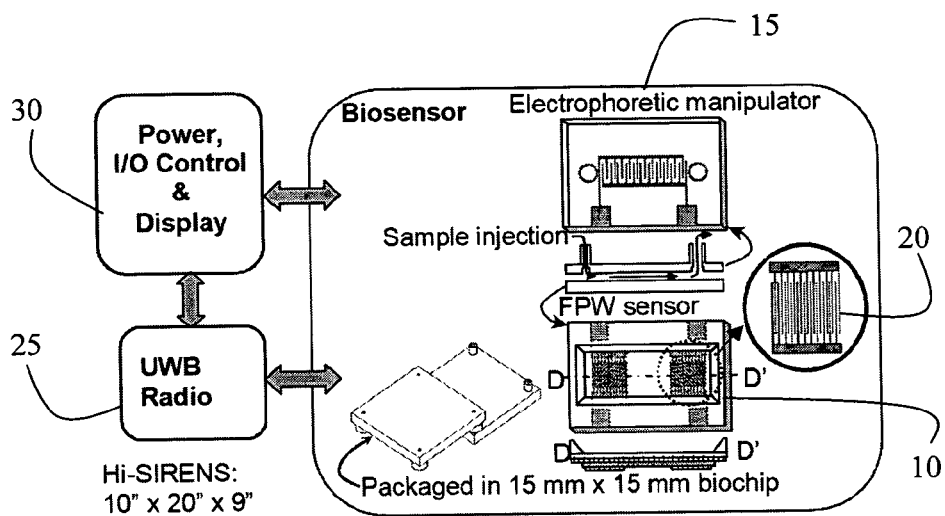 15
30
Power,
I/O Control
&
Display
25
UWB
Radio
Hi-SIRENS:
10" x 20" x 9"
Biosensor
Electrophoretic manipulator
Sample injection
20
FPW sensor
D
D'
D
D'
10
Packaged in 15 mm x 15 mm biochip